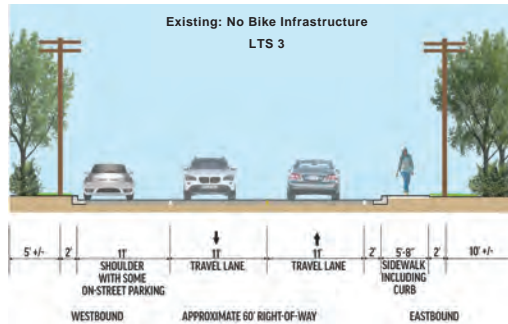 Existing: No Bike Infrastructure
LTS 3
5' +/- 2' 11' 11' 11' 2' 5'-8" 2' 10' +/-
SHOULDER WITH SOME ON-STREET PARKING
TRAVEL LANE
TRAVEL LANE
SIDEWALK INCLUDING CURB
WESTBOUND APPROXIMATE 60' RIGHT-OF-WAY EASTBOUND